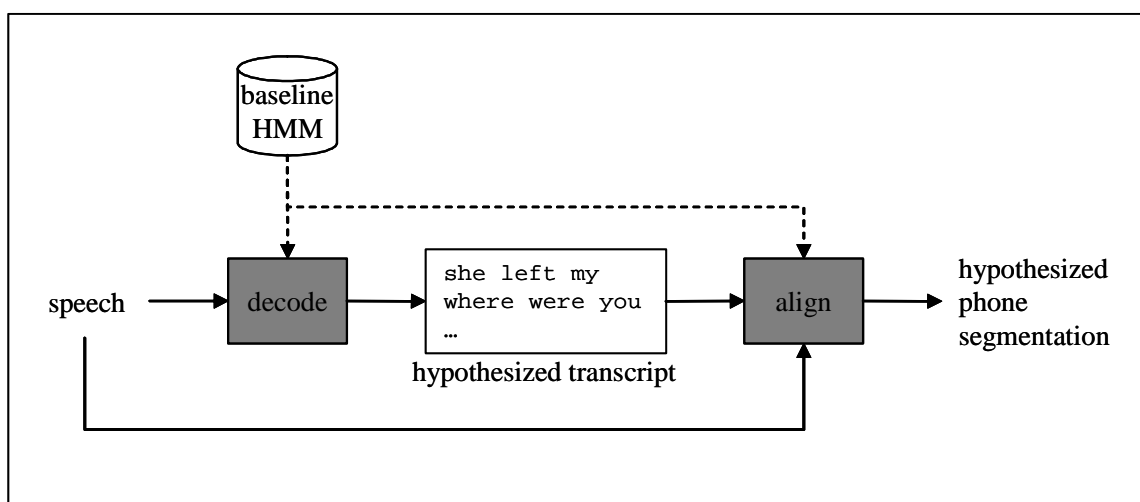 baseline
HMM
speech
decode
she left my
where were you
…
hypothesized transcript
align
hypothesized
phone
segmentation